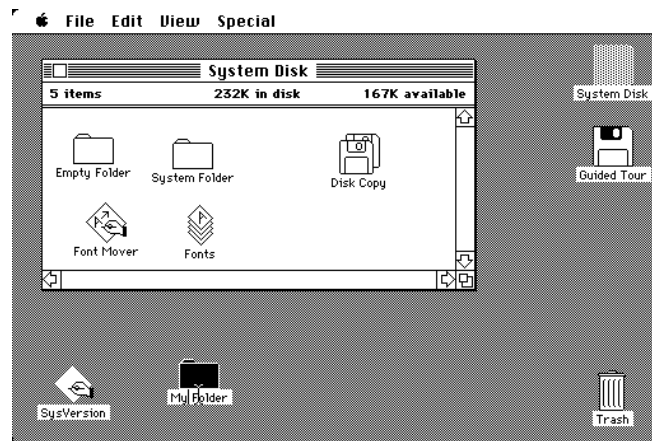 File Edit View Special
System Disk
5 items 232K in disk 167K available
System Disk
Empty Folder System Folder Disk Copy
Guided Tour
Font Mover Fonts
SysVersion My Folder Trash